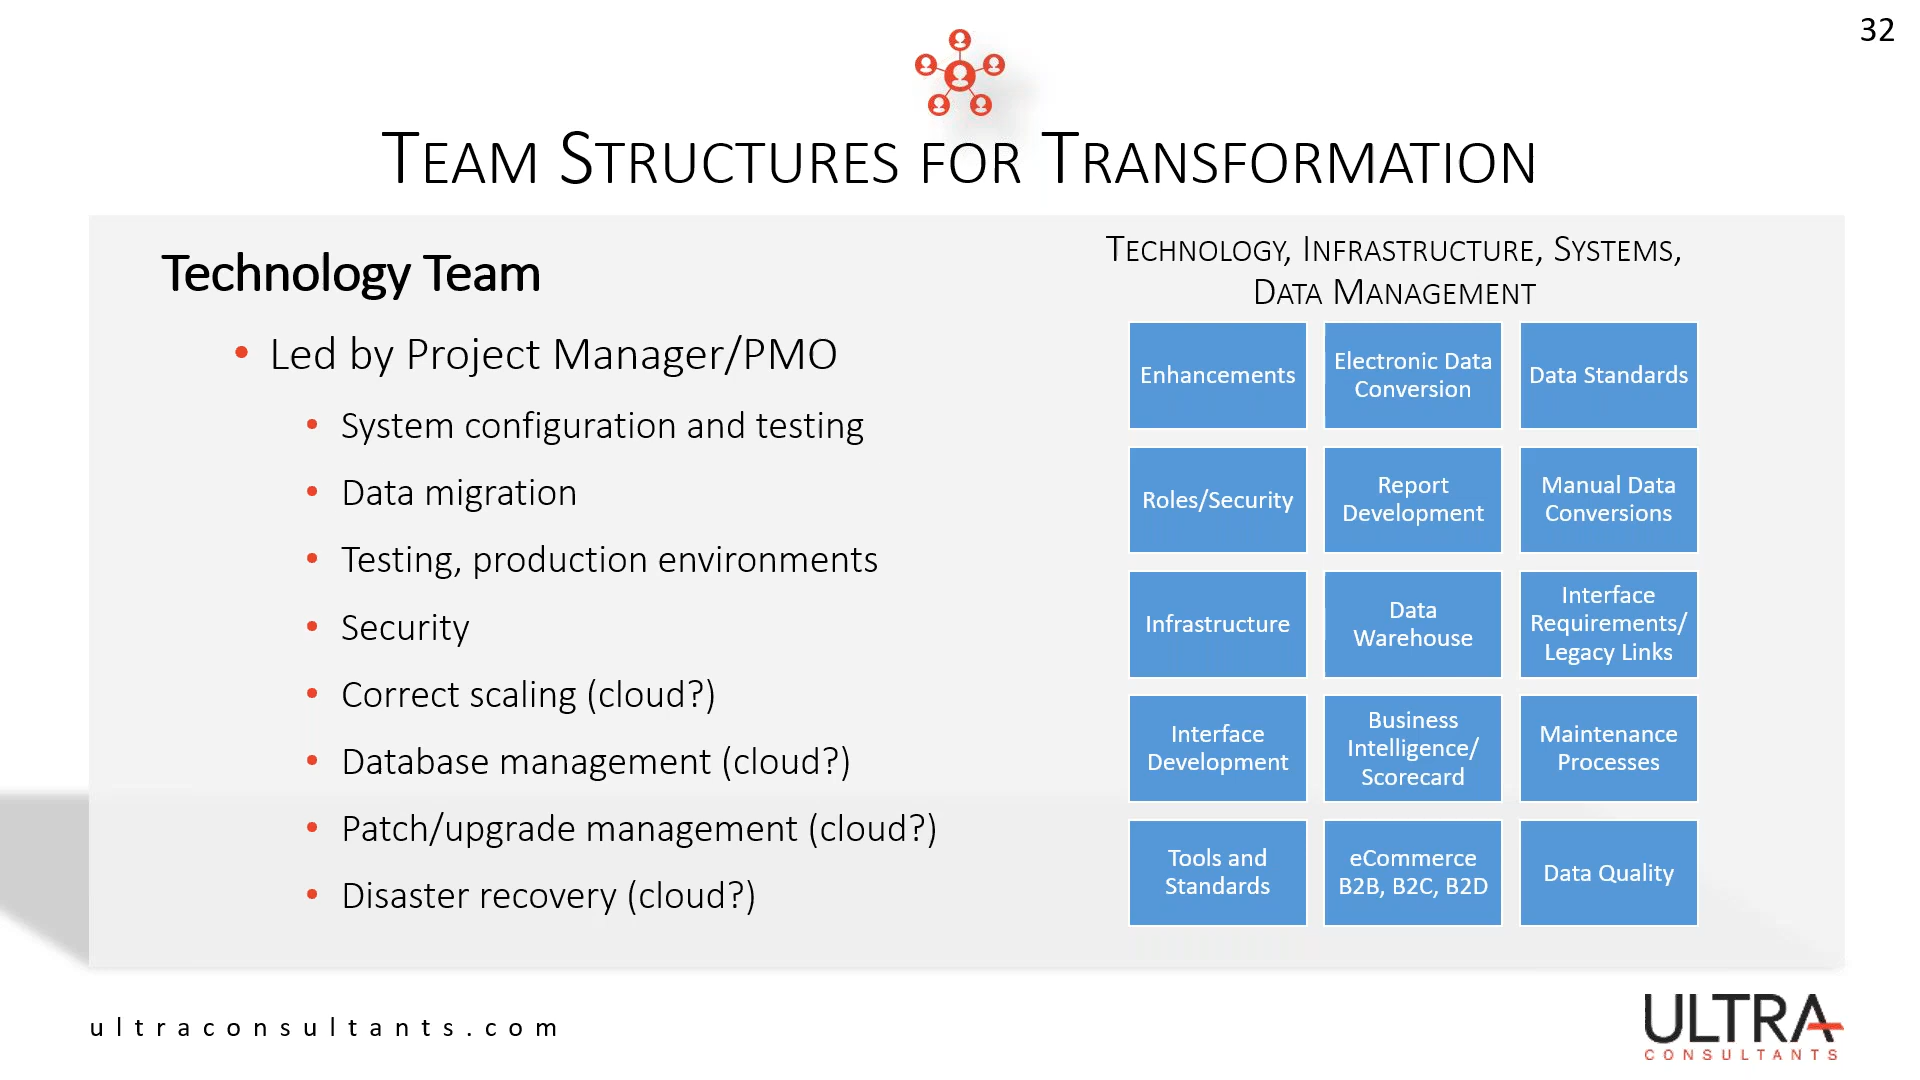 32
Team Structures for Transformation
Technology Team
• Led by Project Manager/PMO
• System configuration and testing
• Data migration
• Testing, production environments
• Security
• Correct scaling (cloud?)
• Database management (cloud?)
• Patch/upgrade management (cloud?)
• Disaster recovery (cloud?)
Technology, Infrastructure, Systems,
Data Management
Enhancements
Electronic Data
Conversion
Data Standards
Roles/Security
Report
Development
Manual Data
Conversions
Infrastructure
Data
Warehouse
Interface
Requirements/
Legacy Links
Interface
Development
Business
Intelligence/
Scorecard
Maintenance
Processes
Tools and
Standards
eCommerce
B2B, B2C, B2D
Data Quality
ultraconsultants.com
ULTRA
CONSULTANTS